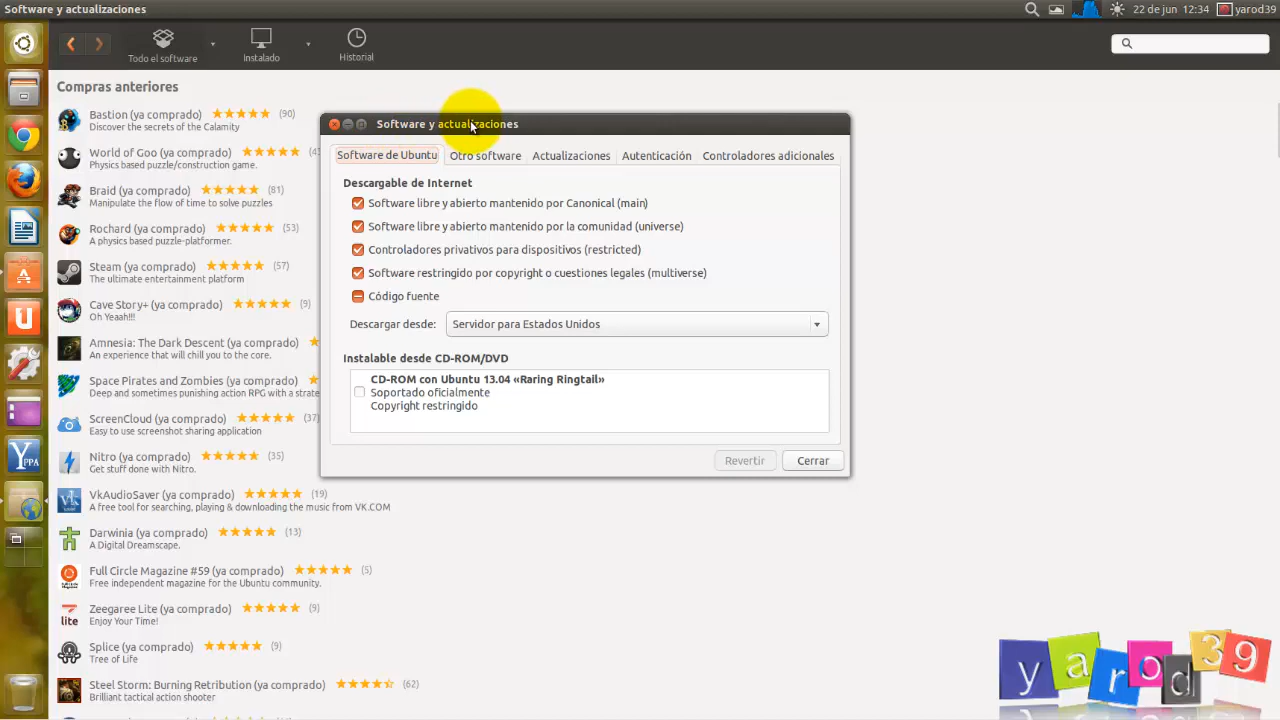 Software y actualizaciones
22 de jun 12:34
yarod39
Todo el software
Instalado
Historial
Compras anteriores
Bastion (ya comprado) (90)
Discover the secrets of the Calamity
World of Goo (ya comprado)
Physics based puzzle/construction game.
Braid (ya comprado) (81)
Manipulate the flow of time to solve puzzles
Rochard (ya comprado) (53)
A physics based puzzle-platformer.
Steam (ya comprado) (57)
The ultimate entertainment platform
Cave Story+ (ya comprado) (9)
Oh Yeaah!!!
Amnesia: The Dark Descent (ya comprado)
An experience that will chill you to the core.
Space Pirates and Zombies (ya comprado)
Deep and sometimes punishing action RPG with a strate
ScreenCloud (ya comprado) (37)
Easy to use screenshot sharing application
Nitro (ya comprado) (35)
Get stuff done with Nitro.
VkAudioSaver (ya comprado) (19)
A free tool for searching, playing & downloading the music from VK.COM
Darwinia (ya comprado) (13)
A Digital Dreamscape.
Full Circle Magazine #59 (ya comprado) (5)
Free independent magazine for the Ubuntu community.
lite
Zeegaree Lite (ya comprado) (9)
Enjoy Your Time!
Splice (ya comprado) (9)
Tree of Life
Steel Storm: Burning Retribution (ya comprado) (62)
Brilliant tactical action shooter
Software y actualizaciones
Software de Ubuntu
Otro software
Actualizaciones
Autenticación
Controladores adicionales
Descargable de Internet
Software libre y abierto mantenido por Canonical (main)
Software libre y abierto mantenido por la comunidad (universe)
Controladores privativos para dispositivos (restricted)
Software restringido por copyright o cuestiones legales (multiverse)
Código fuente
Descargar desde: Servidor para Estados Unidos
Instalable desde CD-ROM/DVD
CD-ROM con Ubuntu 13.04 «Raring Ringtail»
Soportado oficialmente
Copyright restringido
Revertir
Cerrar
yarod39